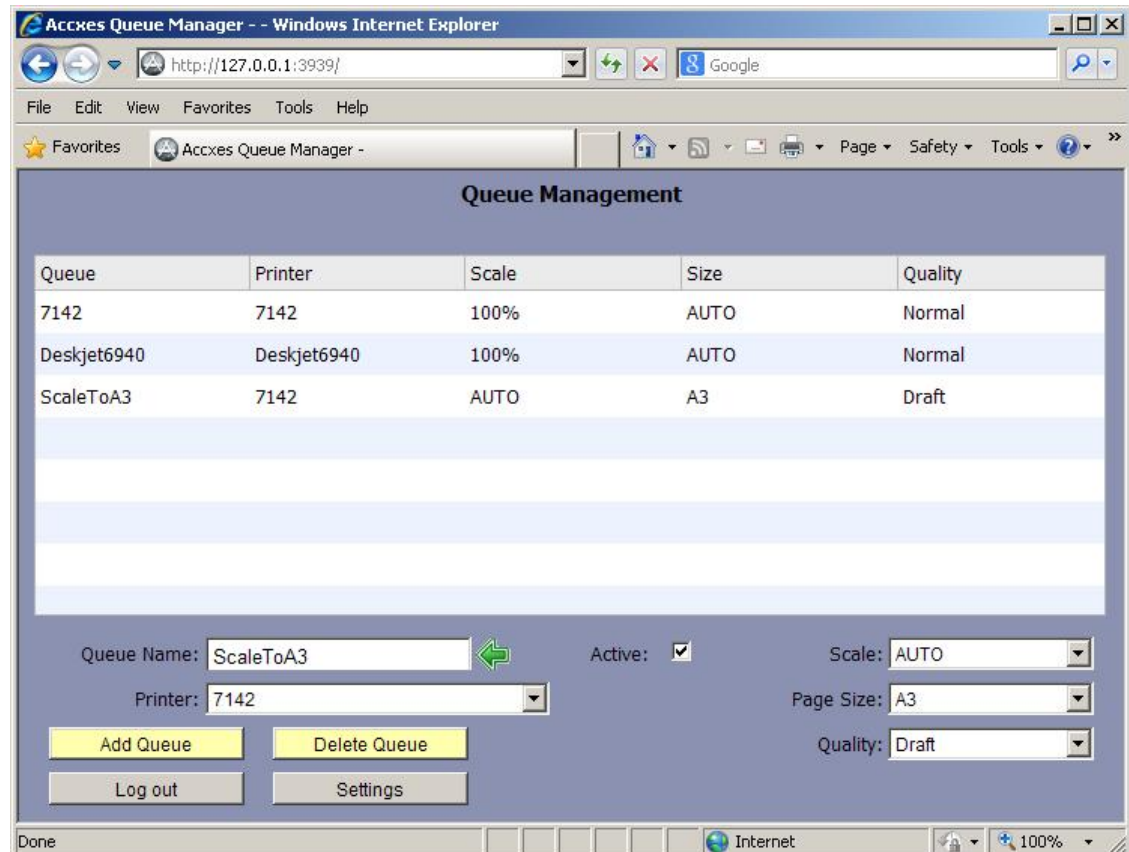 Accxes Queue Manager - - Windows Internet Explorer
http://127.0.0.1:3939/ Google
File Edit View Favorites Tools Help
Favorites Accxes Queue Manager - Page Safety Tools »
Queue Management
Queue Printer Scale Size Quality
7142 7142 100% AUTO Normal
Deskjet6940 Deskjet6940 100% AUTO Normal
ScaleToA3 7142 AUTO A3 Draft
Queue Name: ScaleToA3 Active: Scale: AUTO
Printer: 7142 Page Size: A3
Add Queue Delete Queue Quality: Draft
Log out Settings
Done Internet 100%